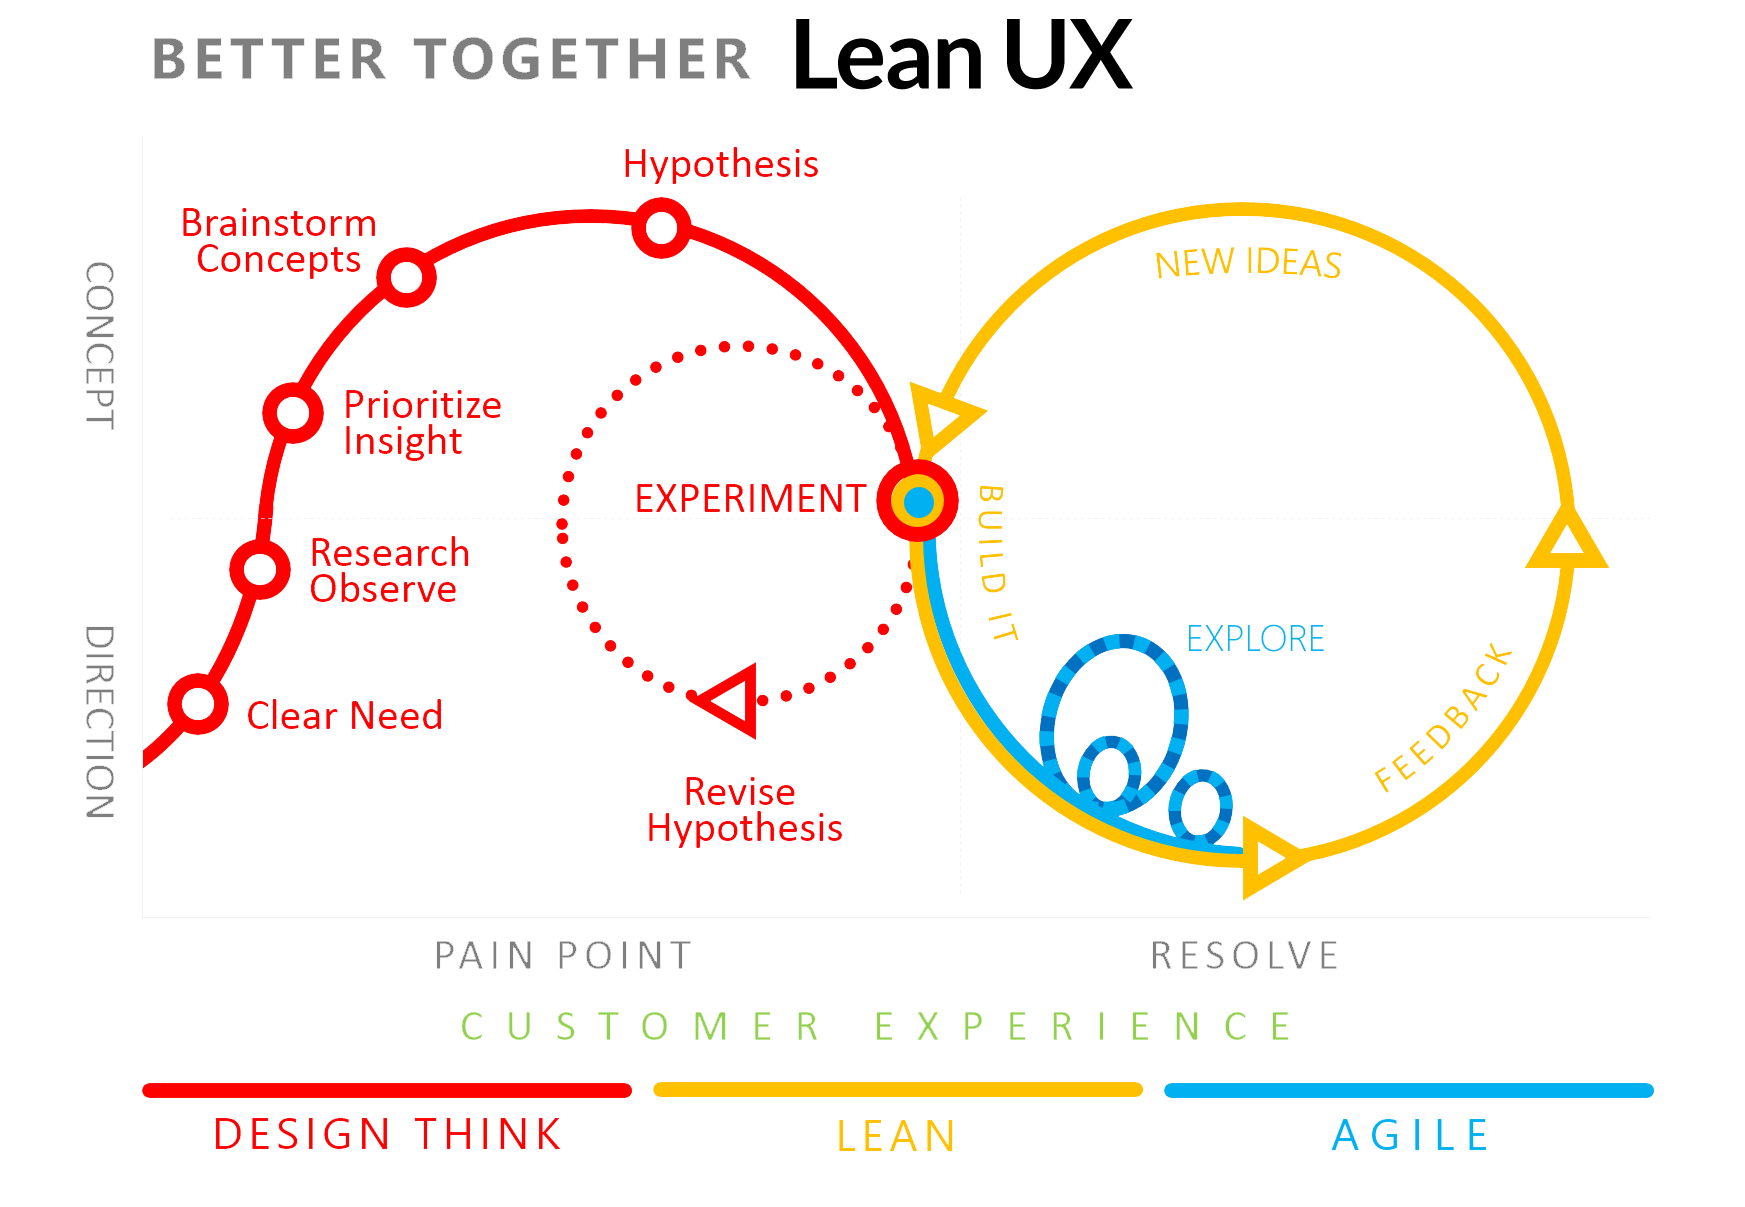 BETTER TOGETHER Lean UX
Hypothesis
Brainstorm
Concepts
Prioritize
Insight
EXPERIMENT
Research
Observe
Clear Need
Revise
Hypothesis
NEW IDEAS
BUILD IT
EXPLORE
FEEDBACK
CONCEPT
DIRECTION
PAIN POINT
RESOLVE
CUSTOMER EXPERIENCE
DESIGN THINK
LEAN
AGILE